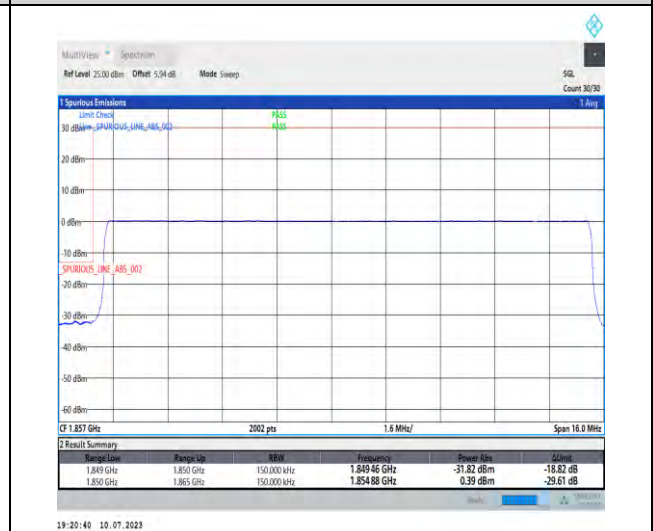 MultiView Spectrum
Ref Level 25.00 dBm Offset 5.94 dB Mode Sweep SGL
Count 30/30
1 Spurious Emissions 1 Avg
Limit Check PASS
30 dBm Line _SPURIOUS_LINE_ABS_002 PASS
20 dBm
10 dBm
0 dBm
-10 dBm
_SPURIOUS_LINE_ABS_002
-20 dBm
-30 dBm
-40 dBm
-50 dBm
-60 dBm
CF 1.857 GHz 2002 pts 1.6 MHz/ Span 16.0 MHz
2 Result Summary
Range Low Range Up RBW Frequency Power Abs ΔLimit
1.849 GHz 1.850 GHz 150.000 kHz 1.849 46 GHz -31.82 dBm -18.82 dB
1.850 GHz 1.865 GHz 150.000 kHz 1.854 88 GHz 0.39 dBm -29.61 dB
19:20:40 10.07.2023